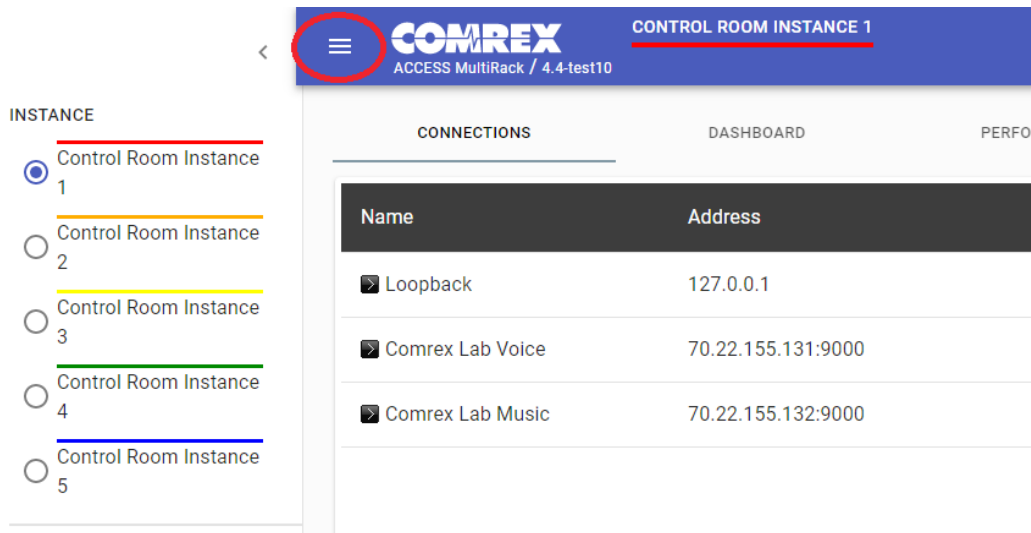 INSTANCE
Control Room Instance
1
Control Room Instance
2
Control Room Instance
3
Control Room Instance
4
Control Room Instance
5
COMREX
ACCESS MultiRack / 4.4-test10
CONTROL ROOM INSTANCE 1
CONNECTIONS DASHBOARD PERFO
Name Address
Loopback 127.0.0.1
Comrex Lab Voice 70.22.155.131:9000
Comrex Lab Music 70.22.155.132:9000